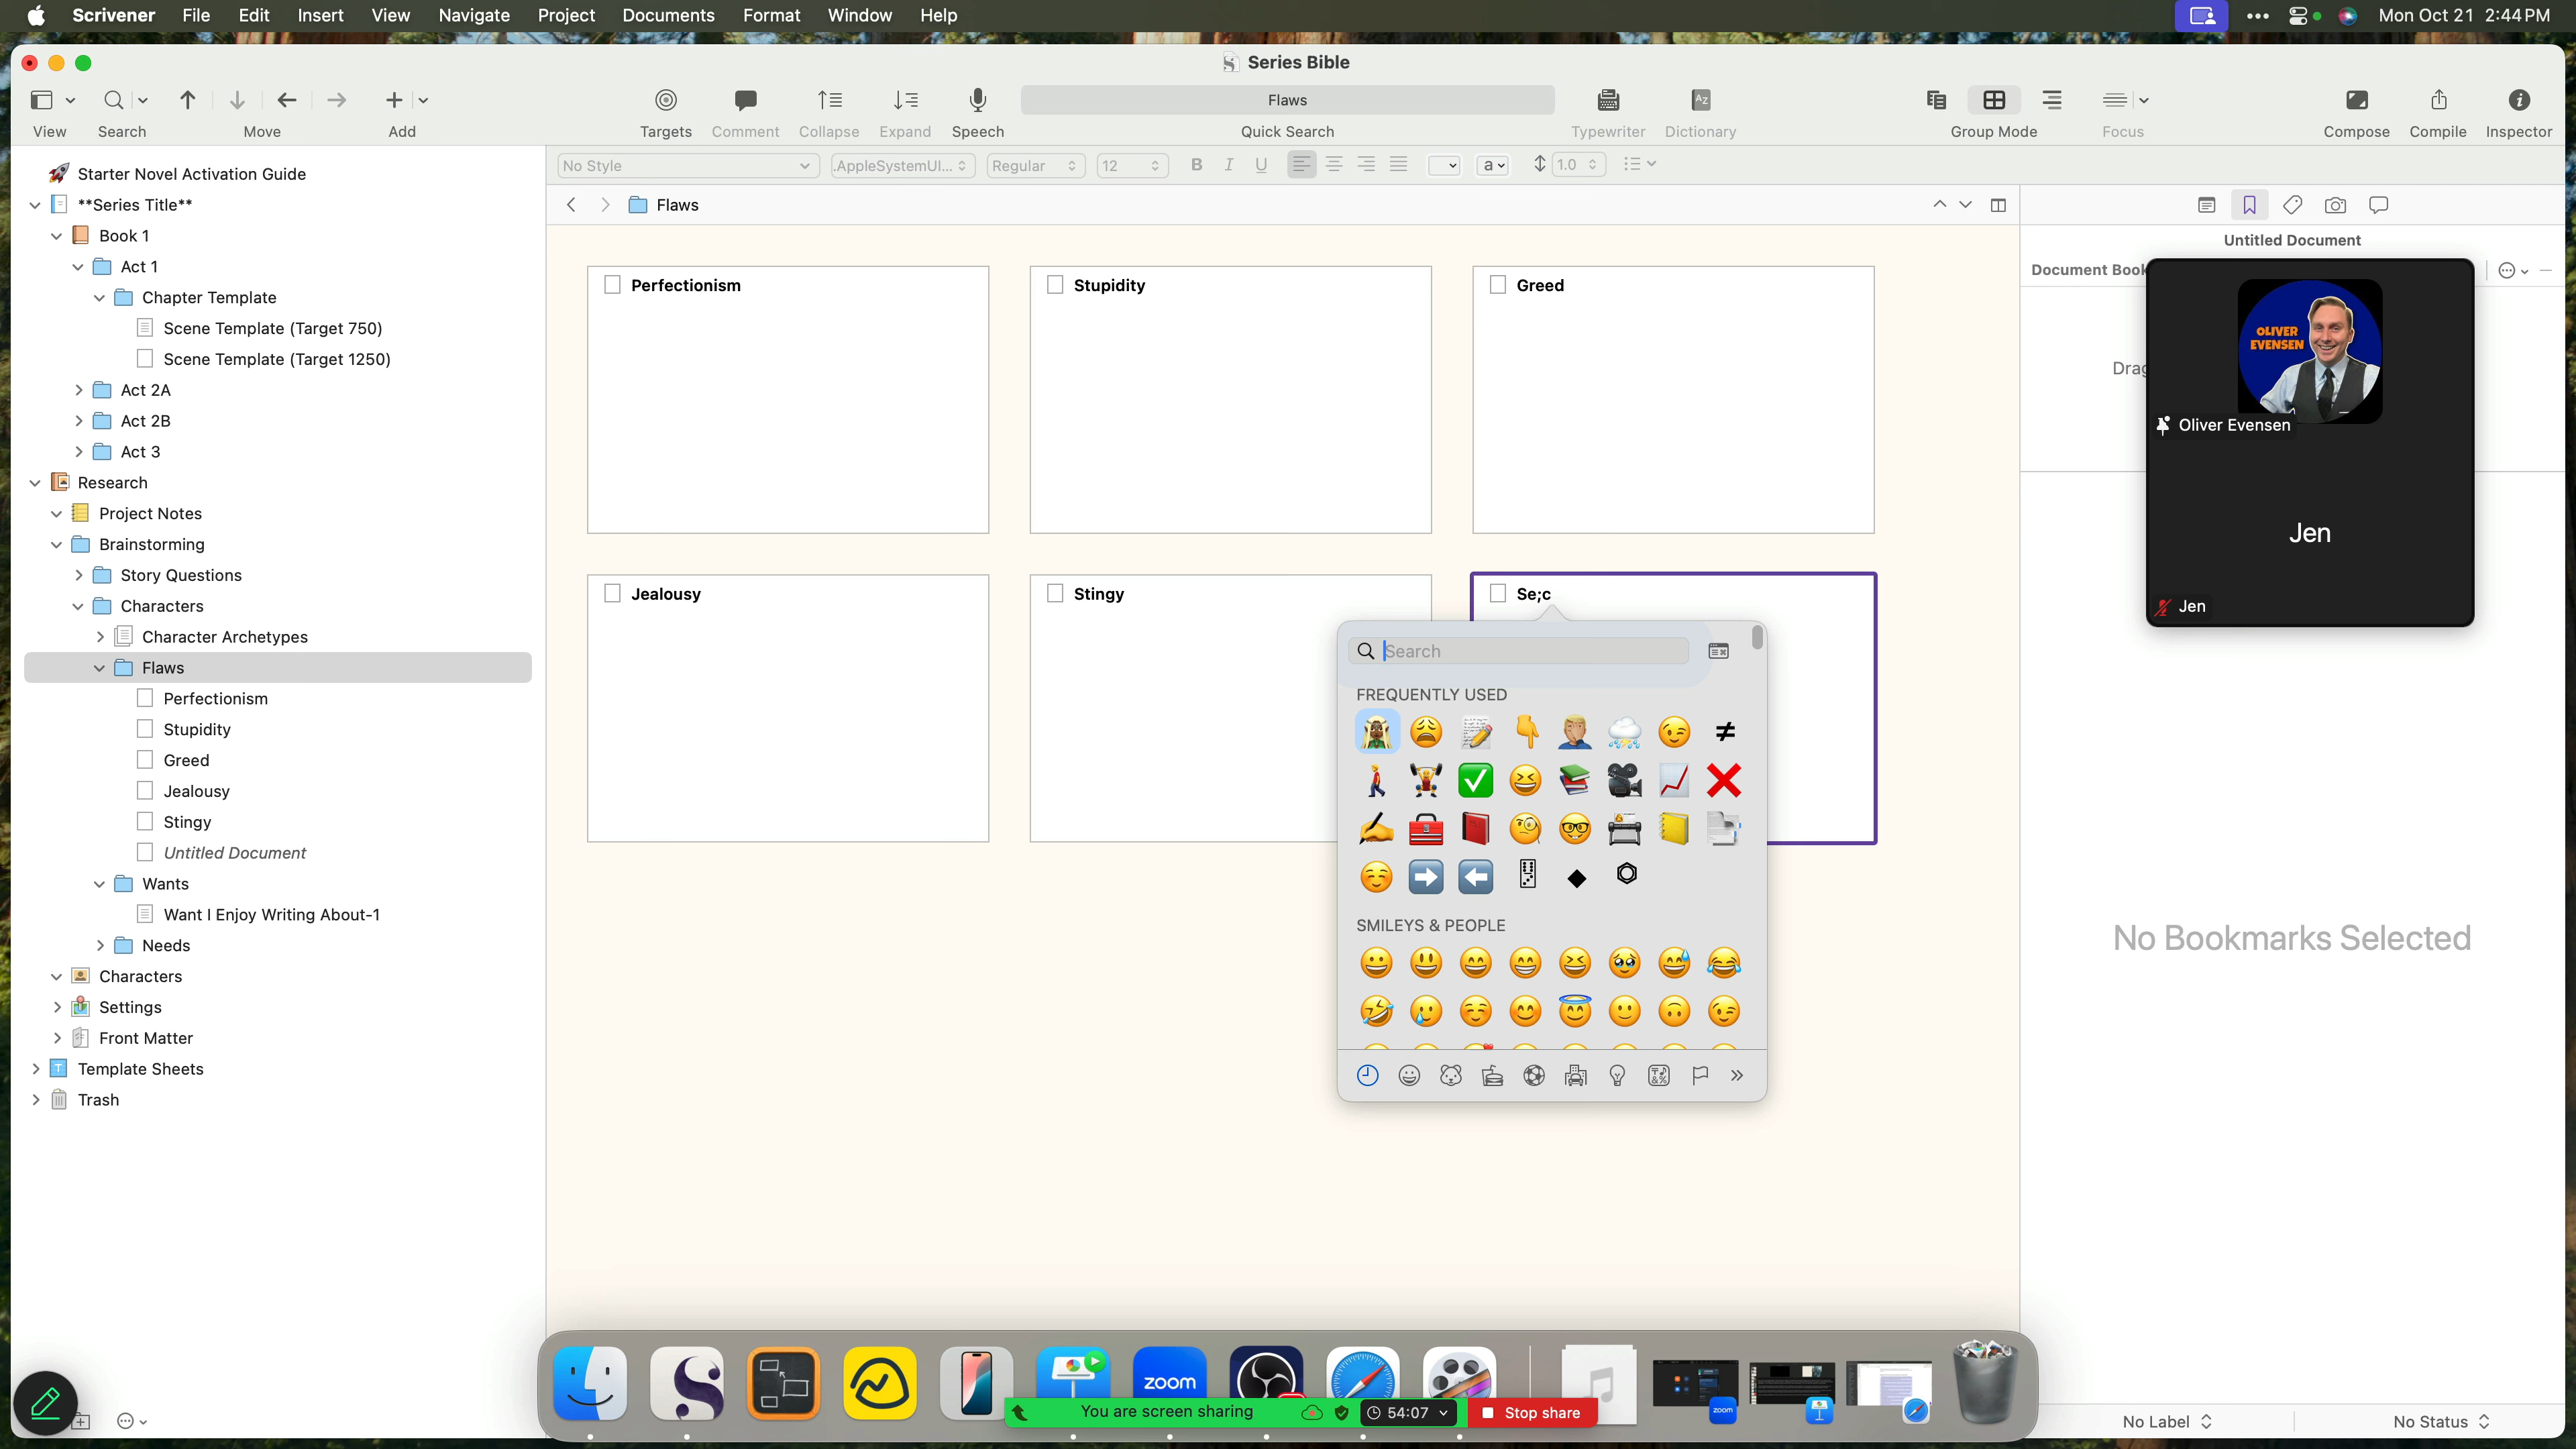 Scrivener File Edit Insert View Navigate Project Documents Format Window Help Mon Oct 21 2:44 PM
Series Bible
Flaws
View Search Move Add Targets Comment Collapse Expand Speech Quick Search Typewriter Dictionary Group Mode Focus Compose Compile Inspector
No Style .AppleSystemUI... Regular 12 B I U a 1.0
Flaws
Starter Novel Activation Guide
**Series Title**
Book 1
Act 1
Chapter Template
Scene Template (Target 750)
Scene Template (Target 1250)
Act 2A
Act 2B
Act 3
Research
Project Notes
Brainstorming
Story Questions
Characters
Character Archetypes
Flaws
Perfectionism
Stupidity
Greed
Jealousy
Stingy
Untitled Document
Wants
Want I Enjoy Writing About-1
Needs
Characters
Settings
Front Matter
Template Sheets
Trash
Perfectionism
Stupidity
Greed
Jealousy
Stingy
Se;c
Search
FREQUENTLY USED
SMILEYS & PEOPLE
Untitled Document
Document Book
Drag
OLIVER
EVENSEN
Oliver Evensen
Jen
Jen
No Bookmarks Selected
zoom
zoom
You are screen sharing 54:07 Stop share
No Label No Status